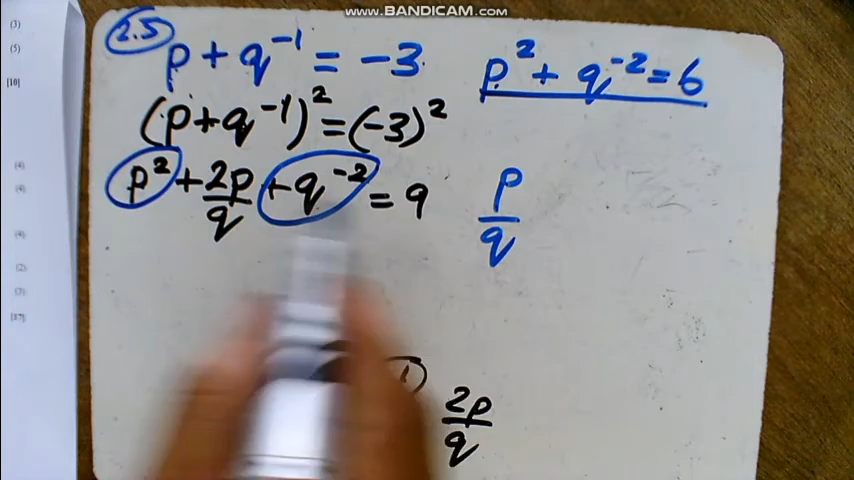 www.BANDICAM.com
(3)
(5)
[10]
(4)
(4)
(4)
(2)
(3)
[17]
2.5
p + q⁻¹ = -3
p² + q⁻² = 6
(p+q⁻¹)² = (-3)²
p² + 2p/q + q⁻² = 9
p/q
2p/q